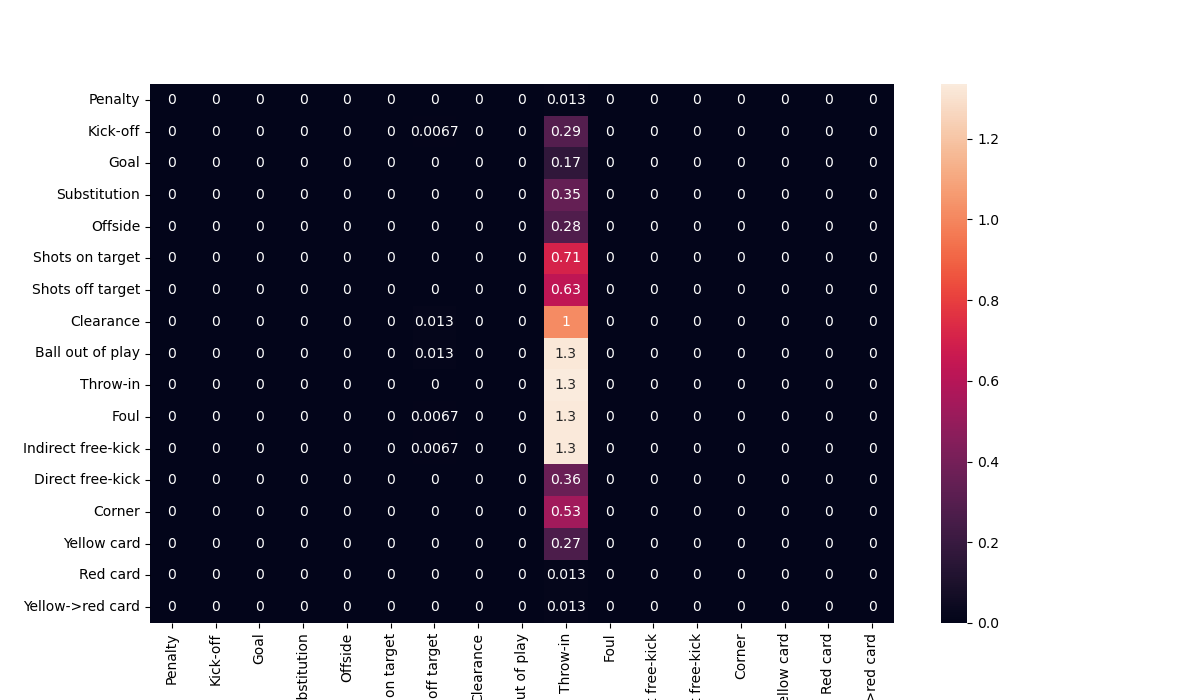 Penalty 0 0 0 0 0 0 0 0 0 0.013 0 0 0 0 0 0 0
Kick-off 0 0 0 0 0 0 0.0067 0 0 0.29 0 0 0 0 0 0 0
Goal 0 0 0 0 0 0 0 0 0 0.17 0 0 0 0 0 0 0
Substitution 0 0 0 0 0 0 0 0 0 0.35 0 0 0 0 0 0 0
Offside 0 0 0 0 0 0 0 0 0 0.28 0 0 0 0 0 0 0
Shots on target 0 0 0 0 0 0 0 0 0 0.71 0 0 0 0 0 0 0
Shots off target 0 0 0 0 0 0 0 0 0 0.63 0 0 0 0 0 0 0
Clearance 0 0 0 0 0 0 0.013 0 0 1 0 0 0 0 0 0 0
Ball out of play 0 0 0 0 0 0 0.013 0 0 1.3 0 0 0 0 0 0 0
Throw-in 0 0 0 0 0 0 0 0 0 1.3 0 0 0 0 0 0 0
Foul 0 0 0 0 0 0 0.0067 0 0 1.3 0 0 0 0 0 0 0
Indirect free-kick 0 0 0 0 0 0 0.0067 0 0 1.3 0 0 0 0 0 0 0
Direct free-kick 0 0 0 0 0 0 0 0 0 0.36 0 0 0 0 0 0 0
Corner 0 0 0 0 0 0 0 0 0 0.53 0 0 0 0 0 0 0
Yellow card 0 0 0 0 0 0 0 0 0 0.27 0 0 0 0 0 0 0
Red card 0 0 0 0 0 0 0 0 0 0.013 0 0 0 0 0 0 0
Yellow->red card 0 0 0 0 0 0 0 0 0 0.013 0 0 0 0 0 0 0
Penalty
Kick-off
Goal
bstitution
Offside
on target
off target
Clearance
ut of play
Throw-in
Foul
free-kick
free-kick
Corner
ellow card
Red card
>red card
1.2
1.0
0.8
0.6
0.4
0.2
0.0